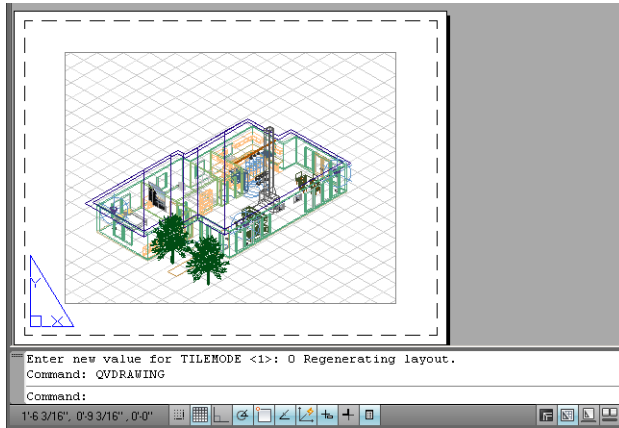 Y
X
Enter new value for TILEMODE <1>: 0 Regenerating layout.
Command: QVDRAWING
Command:
1'-6 3/16", 0'-9 3/16" , 0'-0"